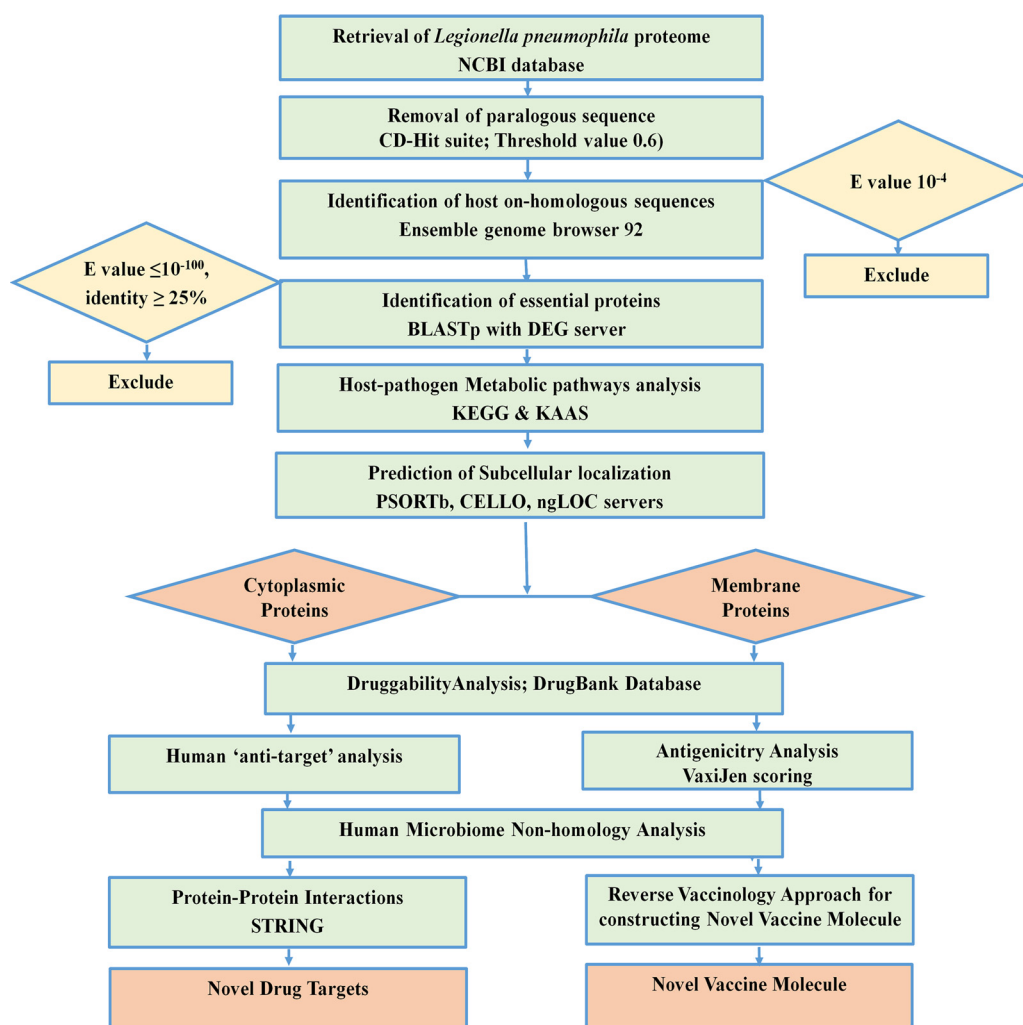 Retrieval of Legionella pneumophila proteome
NCBI database
Removal of paralogous sequence
CD-Hit suite; Threshold value 0.6)
E value 10⁻⁴
Identification of host on-homologous sequences
Ensemble genome browser 92
Exclude
E value ≤10⁻¹⁰⁰,
identity ≥ 25%
Identification of essential proteins
BLASTp with DEG server
Exclude
Host-pathogen Metabolic pathways analysis
KEGG & KAAS
Prediction of Subcellular localization
PSORTb, CELLO, ngLOC servers
Cytoplasmic
Proteins
Membrane
Proteins
DruggabilityAnalysis; DrugBank Database
Human ‘anti-target’ analysis
Antigenicitry Analysis
VaxiJen scoring
Human Microbiome Non-homology Analysis
Protein-Protein Interactions
STRING
Reverse Vaccinology Approach for
constructing Novel Vaccine Molecule
Novel Drug Targets
Novel Vaccine Molecule